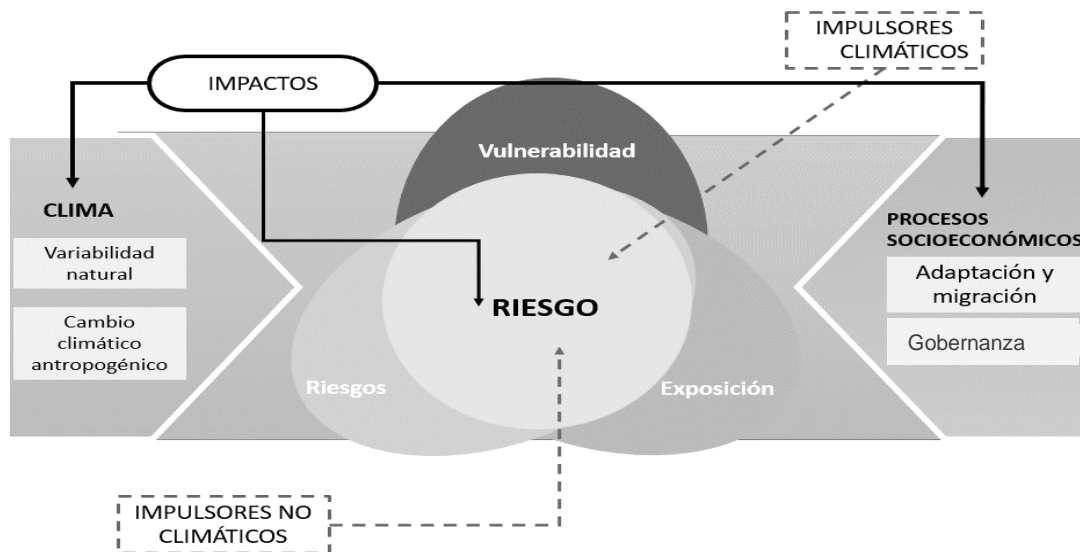 IMPULSORES
CLIMÁTICOS
IMPACTOS
Vulnerabilidad
CLIMA
Variabilidad
natural
Cambio
climático
antropogénico
RIESGO
Riesgos
Exposición
PROCESOS
SOCIOECONÓMICOS
Adaptación y
migración
Gobernanza
IMPULSORES NO
CLIMÁTICOS